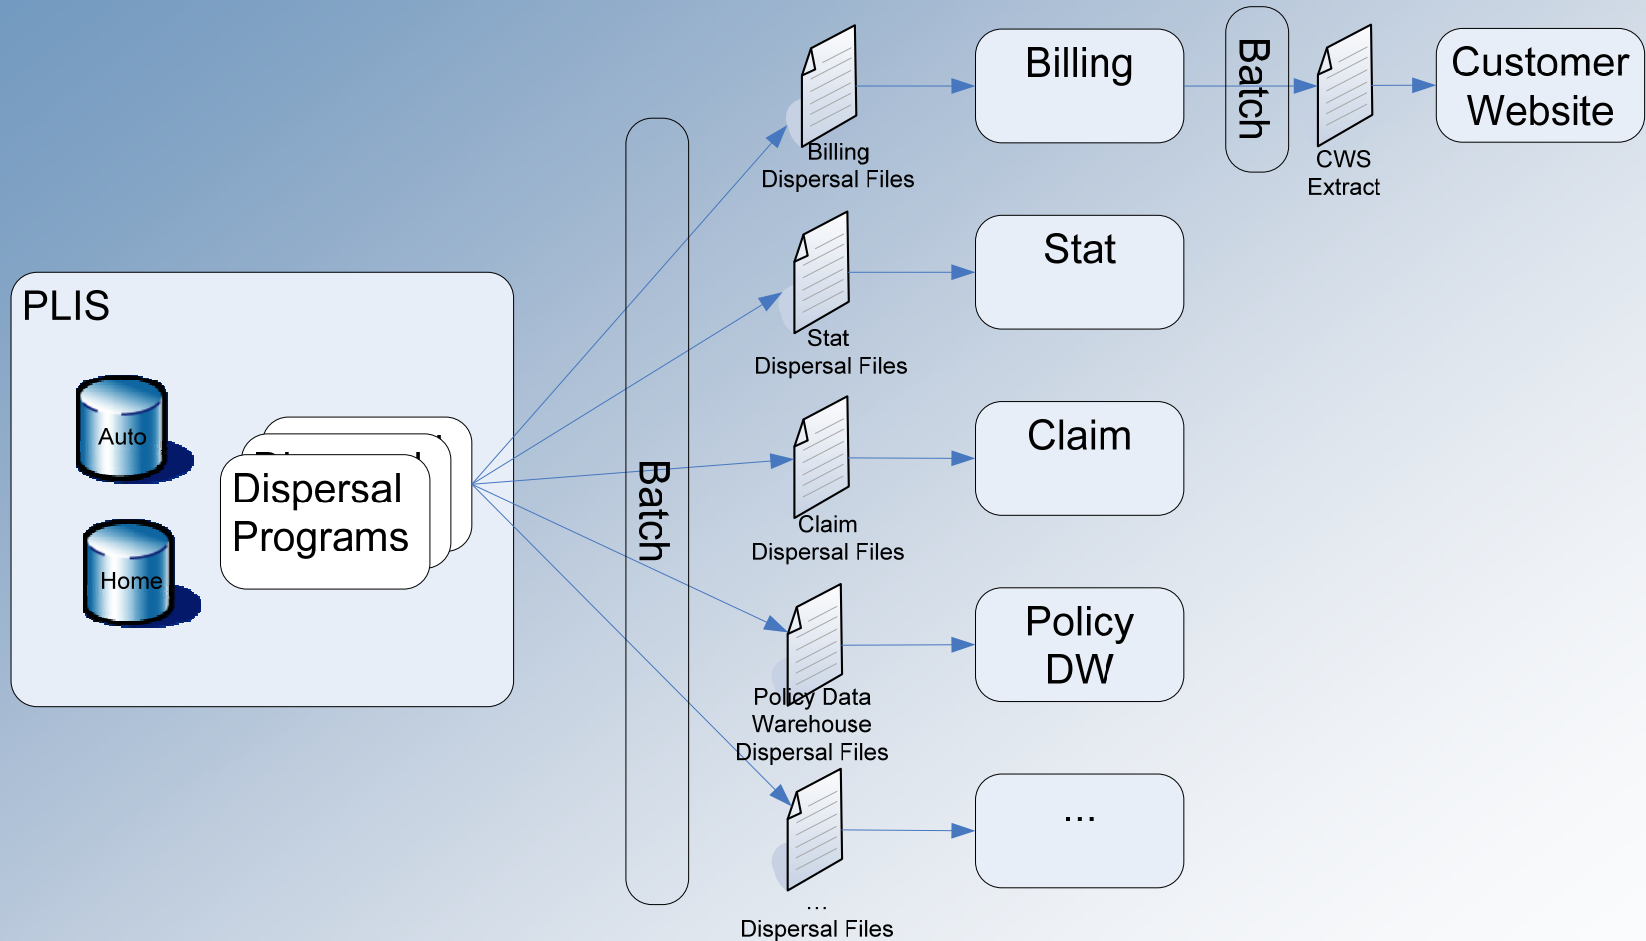 PLIS
Auto
Home
Dispersal
Programs
Batch
Billing
Dispersal Files
Billing
Batch
CWS
Extract
Customer
Website
Stat
Dispersal Files
Stat
Claim
Dispersal Files
Claim
Policy Data
Warehouse
Dispersal Files
Policy
DW
...
Dispersal Files
...